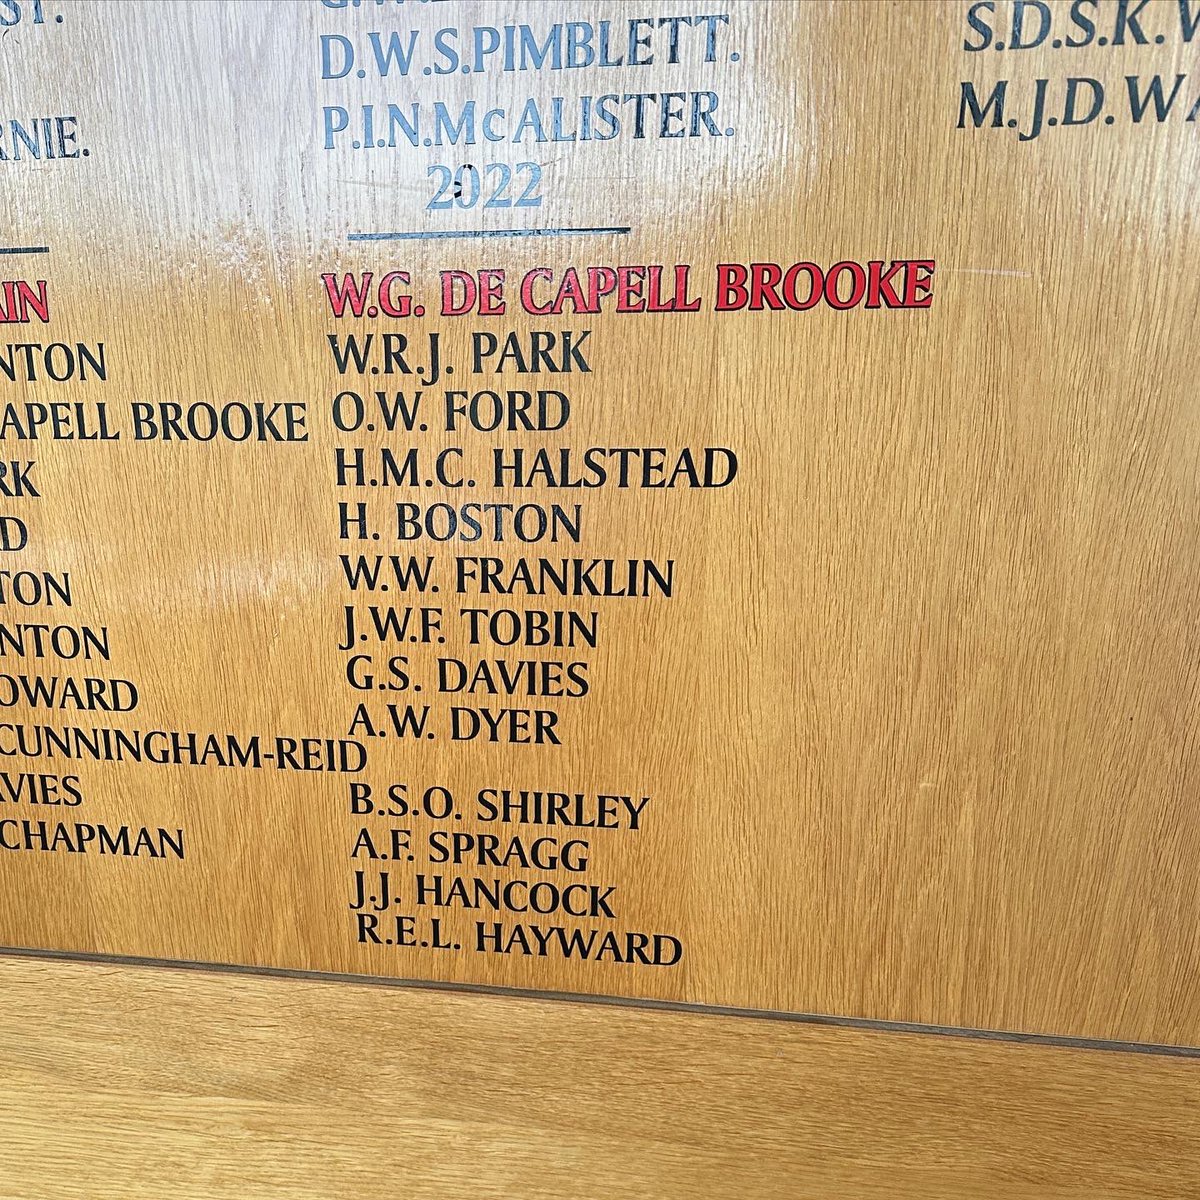 D.W.S.PIMBLETT.
P.I.N.McALISTER.
2022
W.G. DE CAPELL BROOKE
W.R.J. PARK
O.W. FORD
H.M.C. HALSTEAD
H. BOSTON
W.W. FRANKLIN
J.W.F. TOBIN
G.S. DAVIES
A.W. DYER
B.S.O. SHIRLEY
A.F. SPRAGG
J.J. HANCOCK
R.E.L. HAYWARD
RNIE.
AIN
NTON
APELL BROOKE
RK
D
TON
NTON
OWARD
CUNNINGHAM-REID
AVIES
CHAPMAN
S.D.S.K.
M.J.D.WA